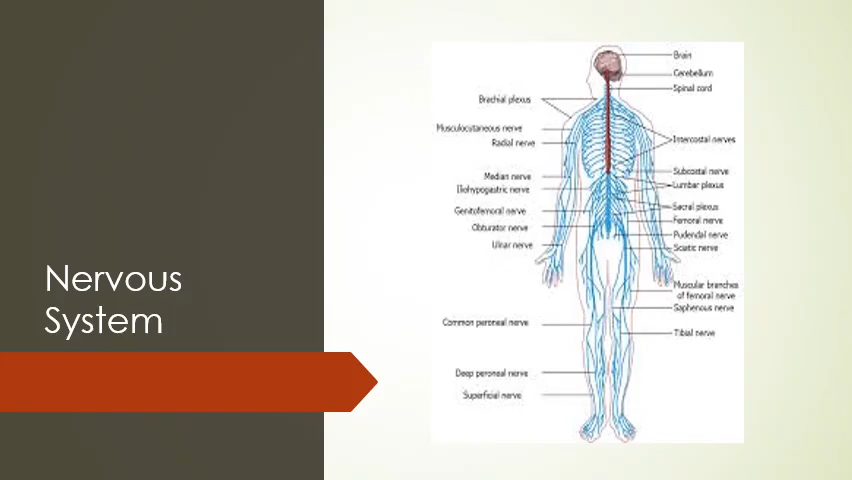 Nervous
System
Brain
Cerebellum
Spinal cord
Brachial plexus
Musculocutaneous nerve
Radial nerve
Intercostal nerves
Median nerve
Iliohypogastric nerve
Subcostal nerve
Lumbar plexus
Genitofemoral nerve
Sacral plexus
Femoral nerve
Obturator nerve
Pudendal nerve
Ulnar nerve
Sciatic nerve
Muscular branches
of femoral nerve
Saphenous nerve
Common peroneal nerve
Tibial nerve
Deep peroneal nerve
Superficial nerve